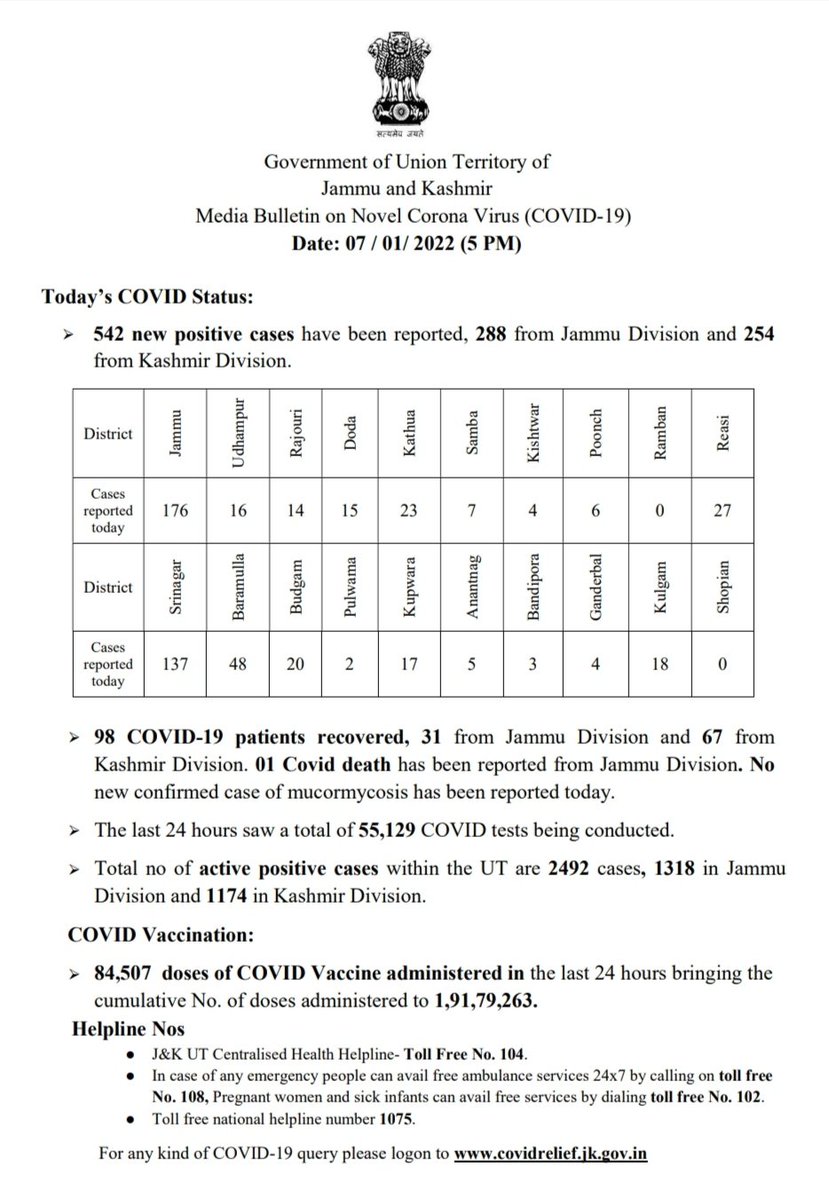 सत्यमेव जयते
Government of Union Territory of
Jammu and Kashmir
Media Bulletin on Novel Corona Virus (COVID-19)
Date: 07 / 01/ 2022 (5 PM)
Today’s COVID Status:
➢ 542 new positive cases have been reported, 288 from Jammu Division and 254
from Kashmir Division.
District Jammu Udhampur Rajouri Doda Kathua Samba Kishtwar Poonch Ramban Reasi
Cases
reported
today
176 16 14 15 23 7 4 6 0 27
District Srinagar Baramulla Budgam Pulwama Kupwara Anantnag Bandipora Ganderbal Kulgam Shopian
Cases
reported
today
137 48 20 2 17 5 3 4 18 0
➢ 98 COVID-19 patients recovered, 31 from Jammu Division and 67 from
Kashmir Division. 01 Covid death has been reported from Jammu Division. No
new confirmed case of mucormycosis has been reported today.
➢ The last 24 hours saw a total of 55,129 COVID tests being conducted.
➢ Total no of active positive cases within the UT are 2492 cases, 1318 in Jammu
Division and 1174 in Kashmir Division.
COVID Vaccination:
➢ 84,507 doses of COVID Vaccine administered in the last 24 hours bringing the
cumulative No. of doses administered to 1,91,79,263.
Helpline Nos
● J&K UT Centralised Health Helpline- Toll Free No. 104.
● In case of any emergency people can avail free ambulance services 24x7 by calling on toll free
No. 108, Pregnant women and sick infants can avail free services by dialing toll free No. 102.
● Toll free national helpline number 1075.
For any kind of COVID-19 query please logon to www.covidrelief.jk.gov.in